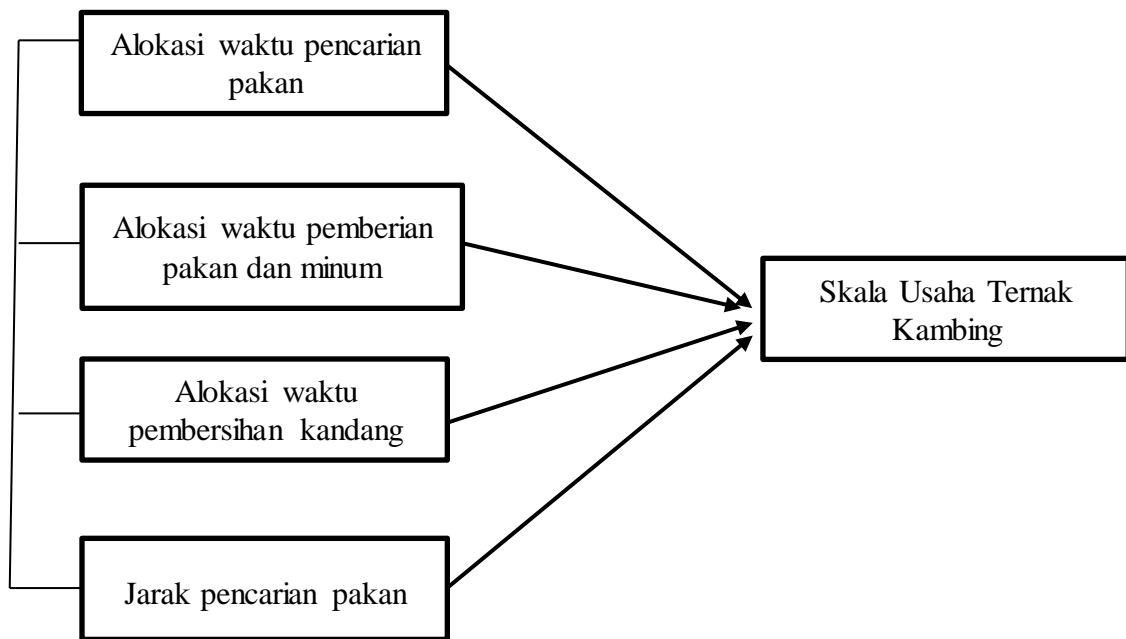 Alokasi waktu pencarian
pakan
Alokasi waktu pemberian
pakan dan minum
Skala Usaha Ternak
Kambing
Alokasi waktu
pembersihan kandang
Jarak pencarian pakan